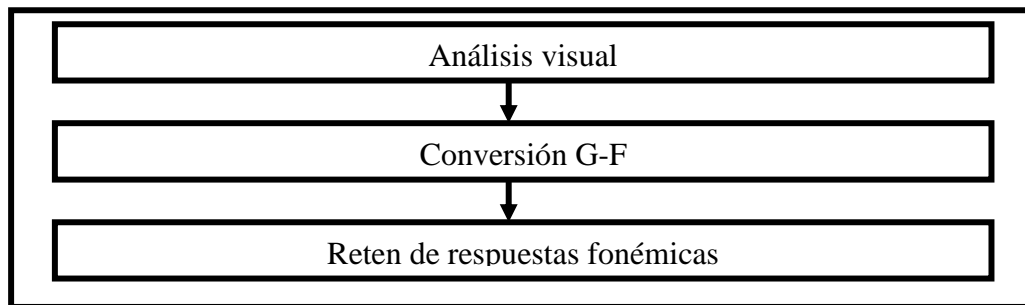 Análisis visual
Conversión G-F
Reten de respuestas fonémicas